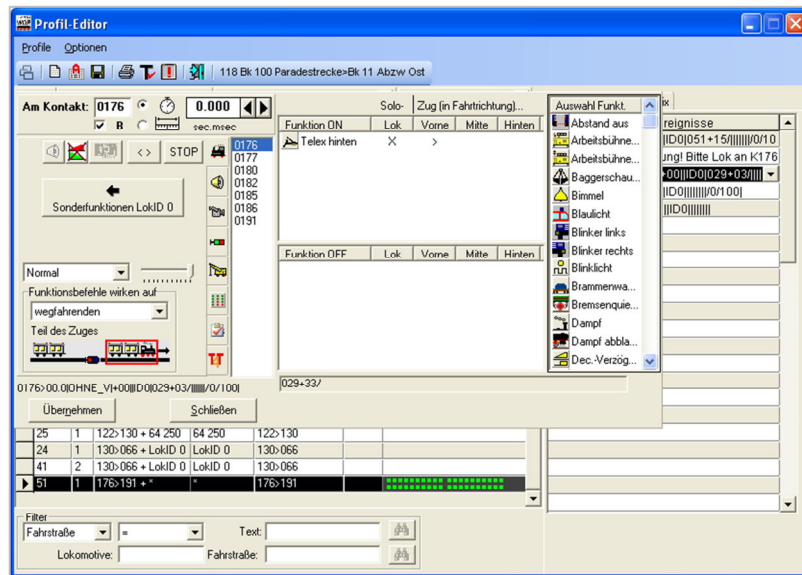 Profil-Editor
Profile Optionen
118 Bk 100 Paradestrecke>Bk 11 Abzw Ost
Am Kontakt: 0176 0.000
R sec.msec
STOP
Sonderfunktionen LokID 0
Normal
Funktionsbefehle wirken auf
wegfahrenden
Teil des Zuges
0176
0177
0180
0182
0185
0186
0191
Solo- Zug (in Fahrtrichtung)...
Funktion ON Lok Vorne Mitte Hinten
Telex hinten X >
Funktion OFF Lok Vorne Mitte Hinten
029+33/
Auswahl Funkt.
Abstand aus
Arbeitsbühne...
Arbeitsbühne...
Baggerschau...
Bimmel
Blaulicht
Blinker links
Blinker rechts
Blinklicht
Brammenwa...
Bremsenquie...
Dampf
Dampf abbla...
Dec.-Verzög...
ix
reignisse
||ID0|051+15/||||||/0/10
ung! Bitte Lok an K176
+00|||ID0|029+03/||||
|ID0||||||||/0/100|
|||ID0||||||||
0176>00.0|OHNE_V|+00|||ID0|029+03/||||||/0/100|
Übernehmen Schließen
25 1 122>130 + 64 250 64 250 122>130
24 1 130>066 + LokID 0 LokID 0 130>066
41 2 130>066 + LokID 0 LokID 0 130>066
51 1 176>191 + * * 176>191
Filter
Fahrstraße = Text:
Lokomotive: Fahrstraße: